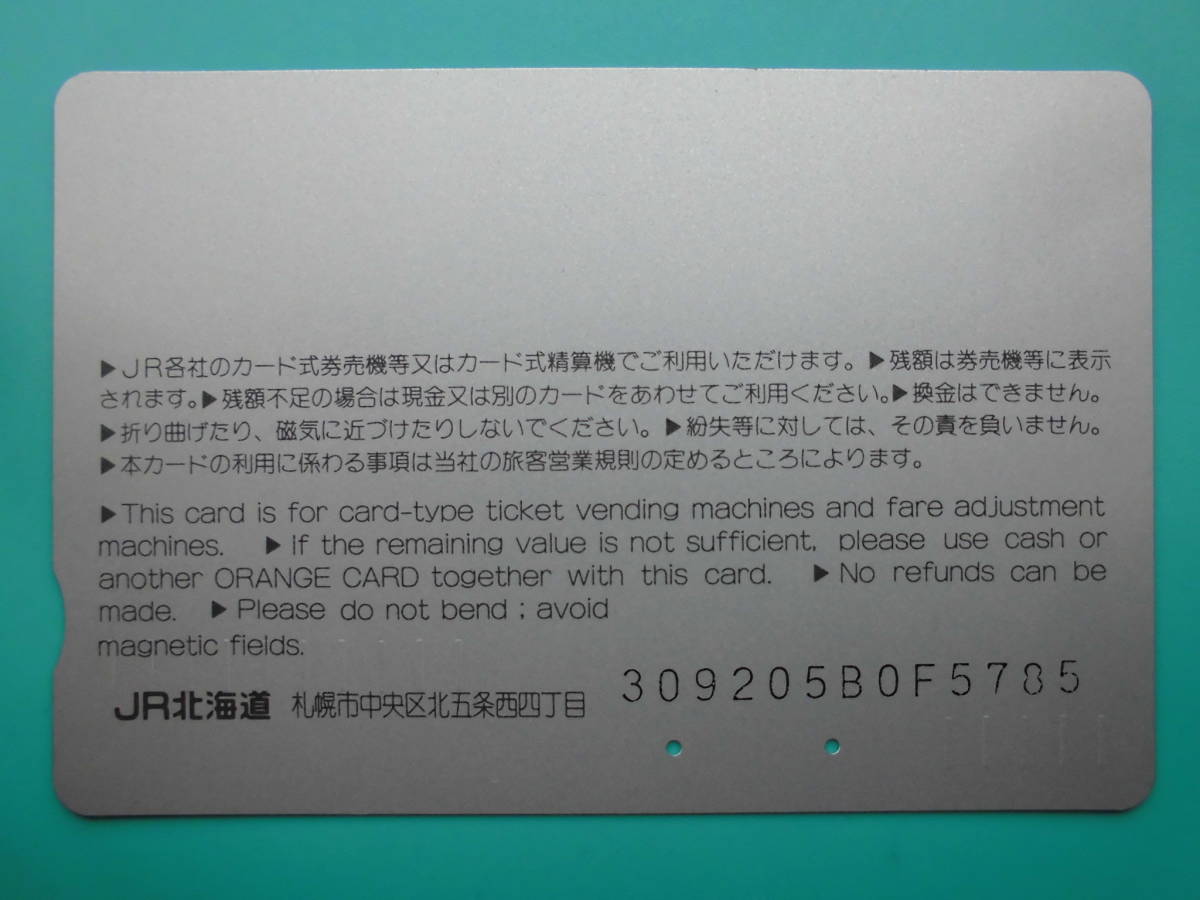 ▶JR各社のカード式券売機等又はカード式精算機でご利用いただけます。▶残額は券売機等に表示
されます。▶残額不足の場合は現金又は別のカードをあわせてご利用ください。▶換金はできません。
▶折り曲げたり、磁気に近づけたりしないでください。▶紛失等に対しては、その責を負いません。
▶本カードの利用に係わる事項は当社の旅客営業規則の定めるところによります。
▶This card is for card-type ticket vending machines and fare adjustment
machines. ▶If the remaining value is not sufficient, please use cash or
another ORANGE CARD together with this card. ▶No refunds can be
made. ▶Please do not bend ; avoid
magnetic fields.
JR北海道 札幌市中央区北五条西四丁目 309205B0F5785